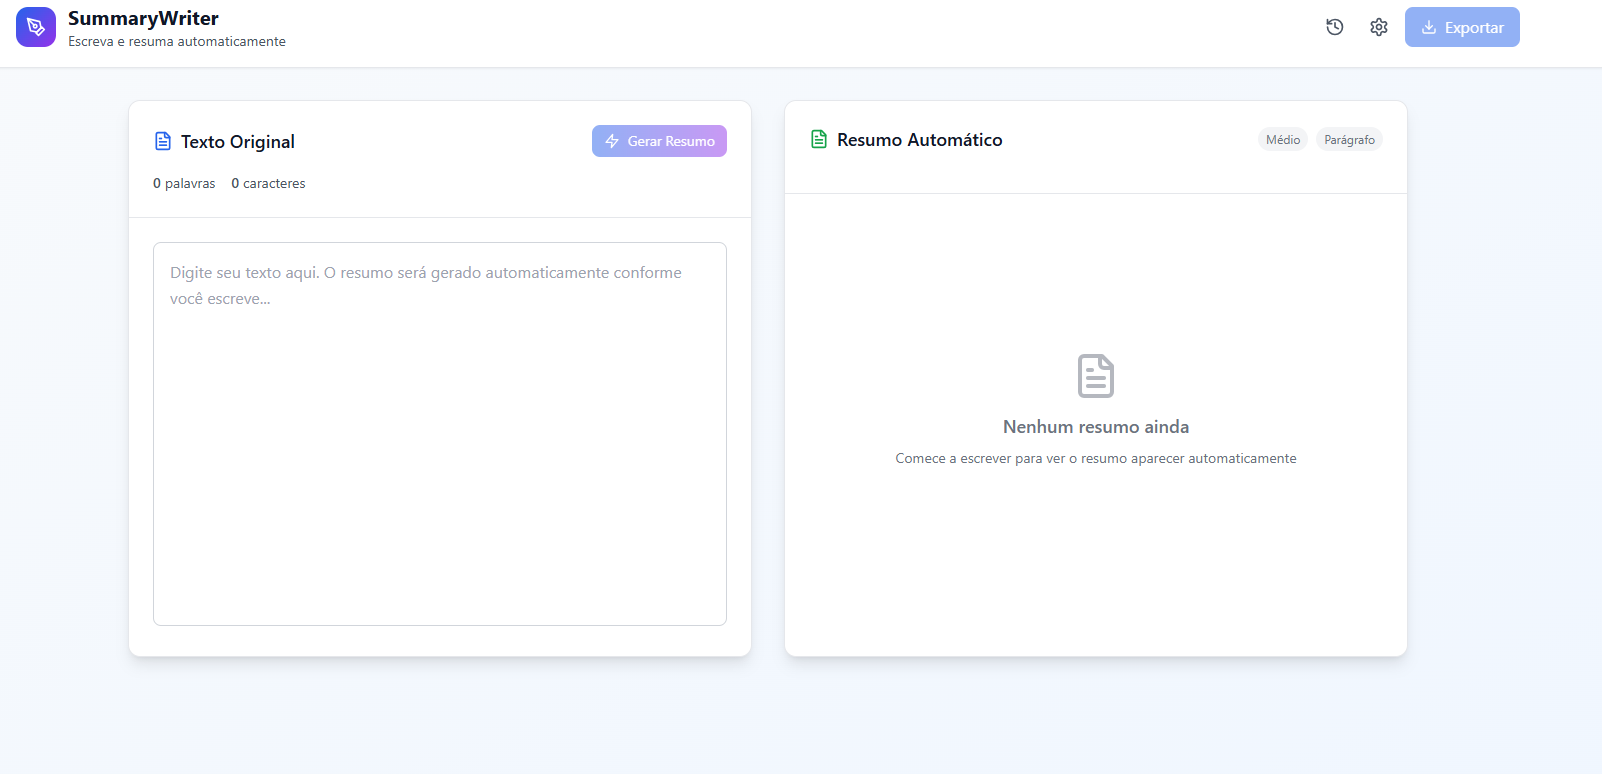 SummaryWriter
Escreva e resuma automaticamente
Exportar
Texto Original
Gerar Resumo
0 palavras 0 caracteres
Digite seu texto aqui. O resumo será gerado automaticamente conforme
você escreve...
Resumo Automático
Médio
Parágrafo
Nenhum resumo ainda
Comece a escrever para ver o resumo aparecer automaticamente